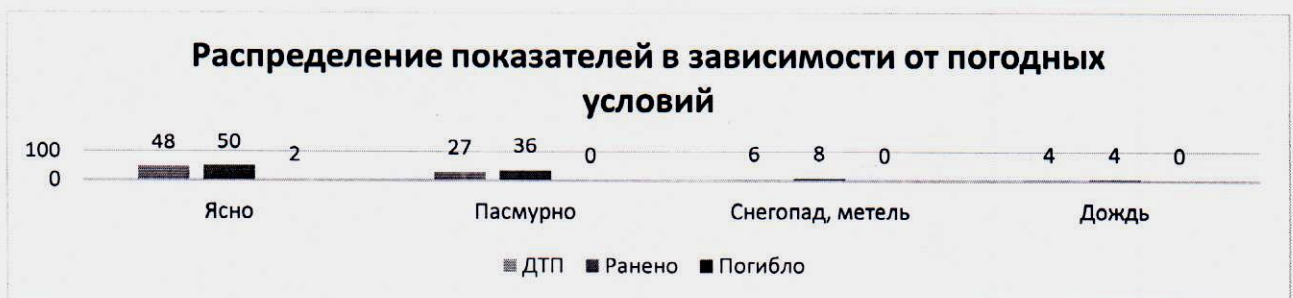 Распределение показателей в зависимости от погодных
условий
100
0
48 50 2
27 36 0
6 8 0
4 4 0
Ясно Пасмурно Снегопад, метель Дождь
ДТП Ранено Погибло